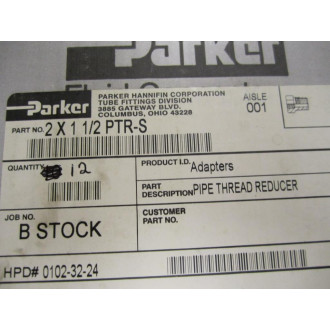 Parker
PARKER HANNIFIN CORPORATION
TUBE FITTINGS DIVISION
3885 GATEWAY BLVD.
COLUMBUS, OHIO 43228
AISLE
001
PART NO. 2 X 1 1/2 PTR-S
QUANTITY 12
PRODUCT I.D. Adapters
PART
DESCRIPTION PIPE THREAD REDUCER
JOB NO.
B STOCK
CUSTOMER
PART NO.
HPD# 0102-32-24